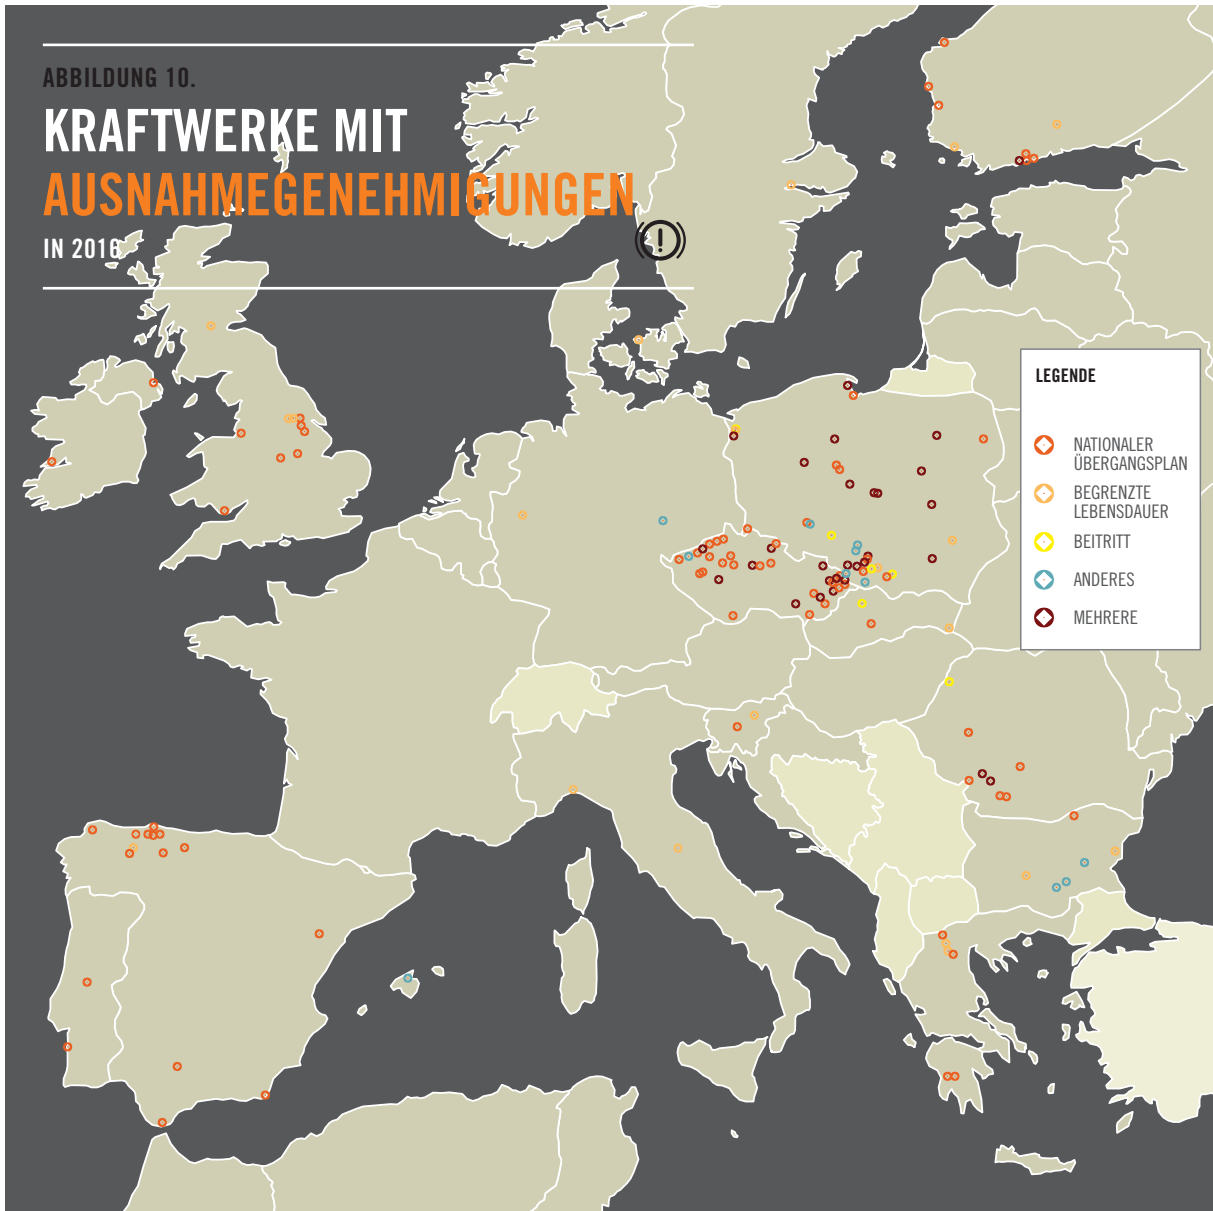 ABBILDUNG 10.
KRAFTWERKE MIT
AUSNAHMEGENEHMIGUNGEN
IN 2016
LEGENDE
NATIONALER
ÜBERGANGSPLAN
BEGRENZTE
LEBENSDAUER
BEITRITT
ANDERES
MEHRERE